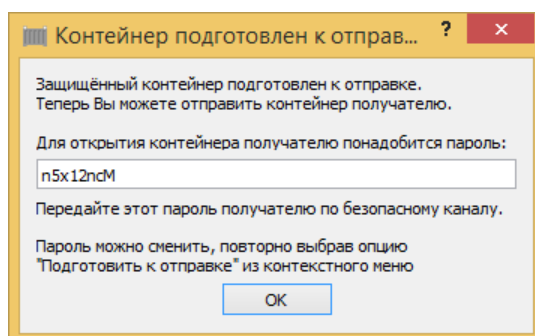 Контейнер подготовлен к отправ...
?
×
Защищённый контейнер подготовлен к отправке.
Теперь Вы можете отправить контейнер получателю.
Для открытия контейнера получателю понадобится пароль:
n5x12ncM
Передайте этот пароль получателю по безопасному каналу.
Пароль можно сменить, повторно выбрав опцию
"Подготовить к отправке" из контекстного меню
OK